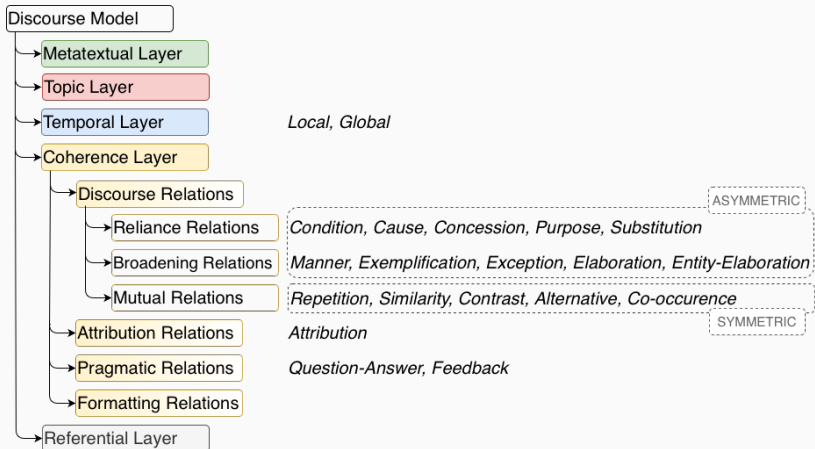 Discourse Model
Metatextual Layer
Topic Layer
Temporal Layer Local, Global
Coherence Layer
Discourse Relations
ASYMMETRIC
Reliance Relations Condition, Cause, Concession, Purpose, Substitution
Broadening Relations Manner, Exemplification, Exception, Elaboration, Entity-Elaboration
Mutual Relations Repetition, Similarity, Contrast, Alternative, Co-occurence
SYMMETRIC
Attribution Relations Attribution
Pragmatic Relations Question-Answer, Feedback
Formatting Relations
Referential Layer